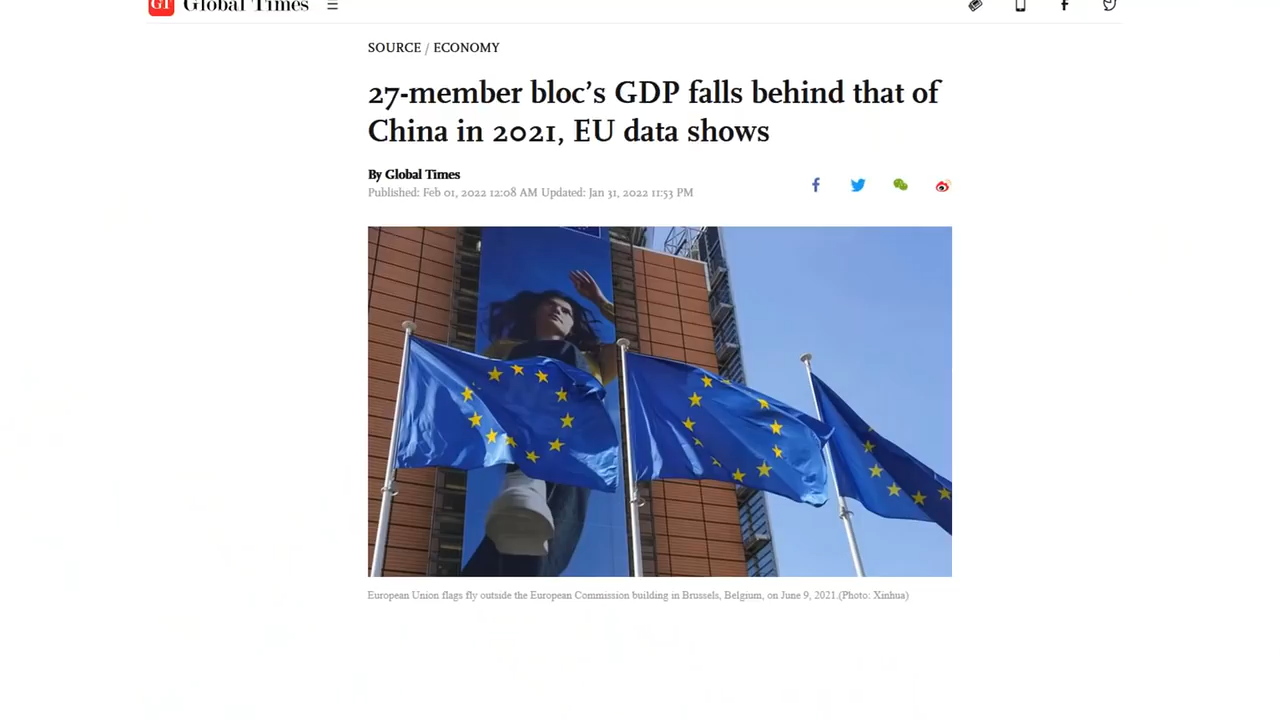 GT Global Times
SOURCE / ECONOMY
27-member bloc’s GDP falls behind that of
China in 2021, EU data shows
By Global Times
Published: Feb 01, 2022 12:08 AM Updated: Jan 31, 2022 11:53 PM
European Union flags fly outside the European Commission building in Brussels, Belgium, on June 9, 2021.(Photo: Xinhua)